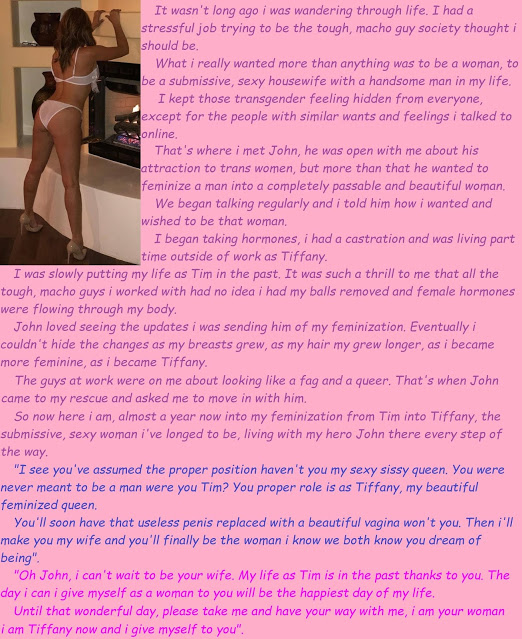 It wasn't long ago i was wandering through life. I had a
stressful job trying to be the tough, macho guy society thought i
should be.
What i really wanted more than anything was to be a woman, to
be a submissive, sexy housewife with a handsome man in my life.
I kept those transgender feeling hidden from everyone,
except for the people with similar wants and feelings i talked to
online.
That's where i met John, he was open with me about his
attraction to trans women, but more than that he wanted to
feminize a man into a completely passable and beautiful woman.
We began talking regularly and i told him how i wanted and
wished to be that woman.
I began taking hormones, i had a castration and was living part
time outside of work as Tiffany.
I was slowly putting my life as Tim in the past. It was such a thrill to me that all the
tough, macho guys i worked with had no idea i had my balls removed and female hormones
were flowing through my body.
John loved seeing the updates i was sending him of my feminization. Eventually i
couldn't hide the changes as my breasts grew, as my hair my grew longer, as i became
more feminine, as i became Tiffany.
The guys at work were on me about looking like a fag and a queer. That's when John
came to my rescue and asked me to move in with him.
So now here i am, almost a year now into my feminization from Tim into Tiffany, the
submissive, sexy woman i've longed to be, living with my hero John there every step of
the way.
"I see you've assumed the proper position haven't you my sexy sissy queen. You were
never meant to be a man were you Tim? You proper role is as Tiffany, my beautiful
feminized queen.
You'll soon have that useless penis replaced with a beautiful vagina won't you. Then i'll
make you my wife and you'll finally be the woman i know we both know you dream of
being".
"Oh John, i can't wait to be your wife. My life as Tim is in the past thanks to you. The
day i can i give myself as a woman to you will be the happiest day of my life.
Until that wonderful day, please take me and have your way with me, i am your woman
i am Tiffany now and i give myself to you".